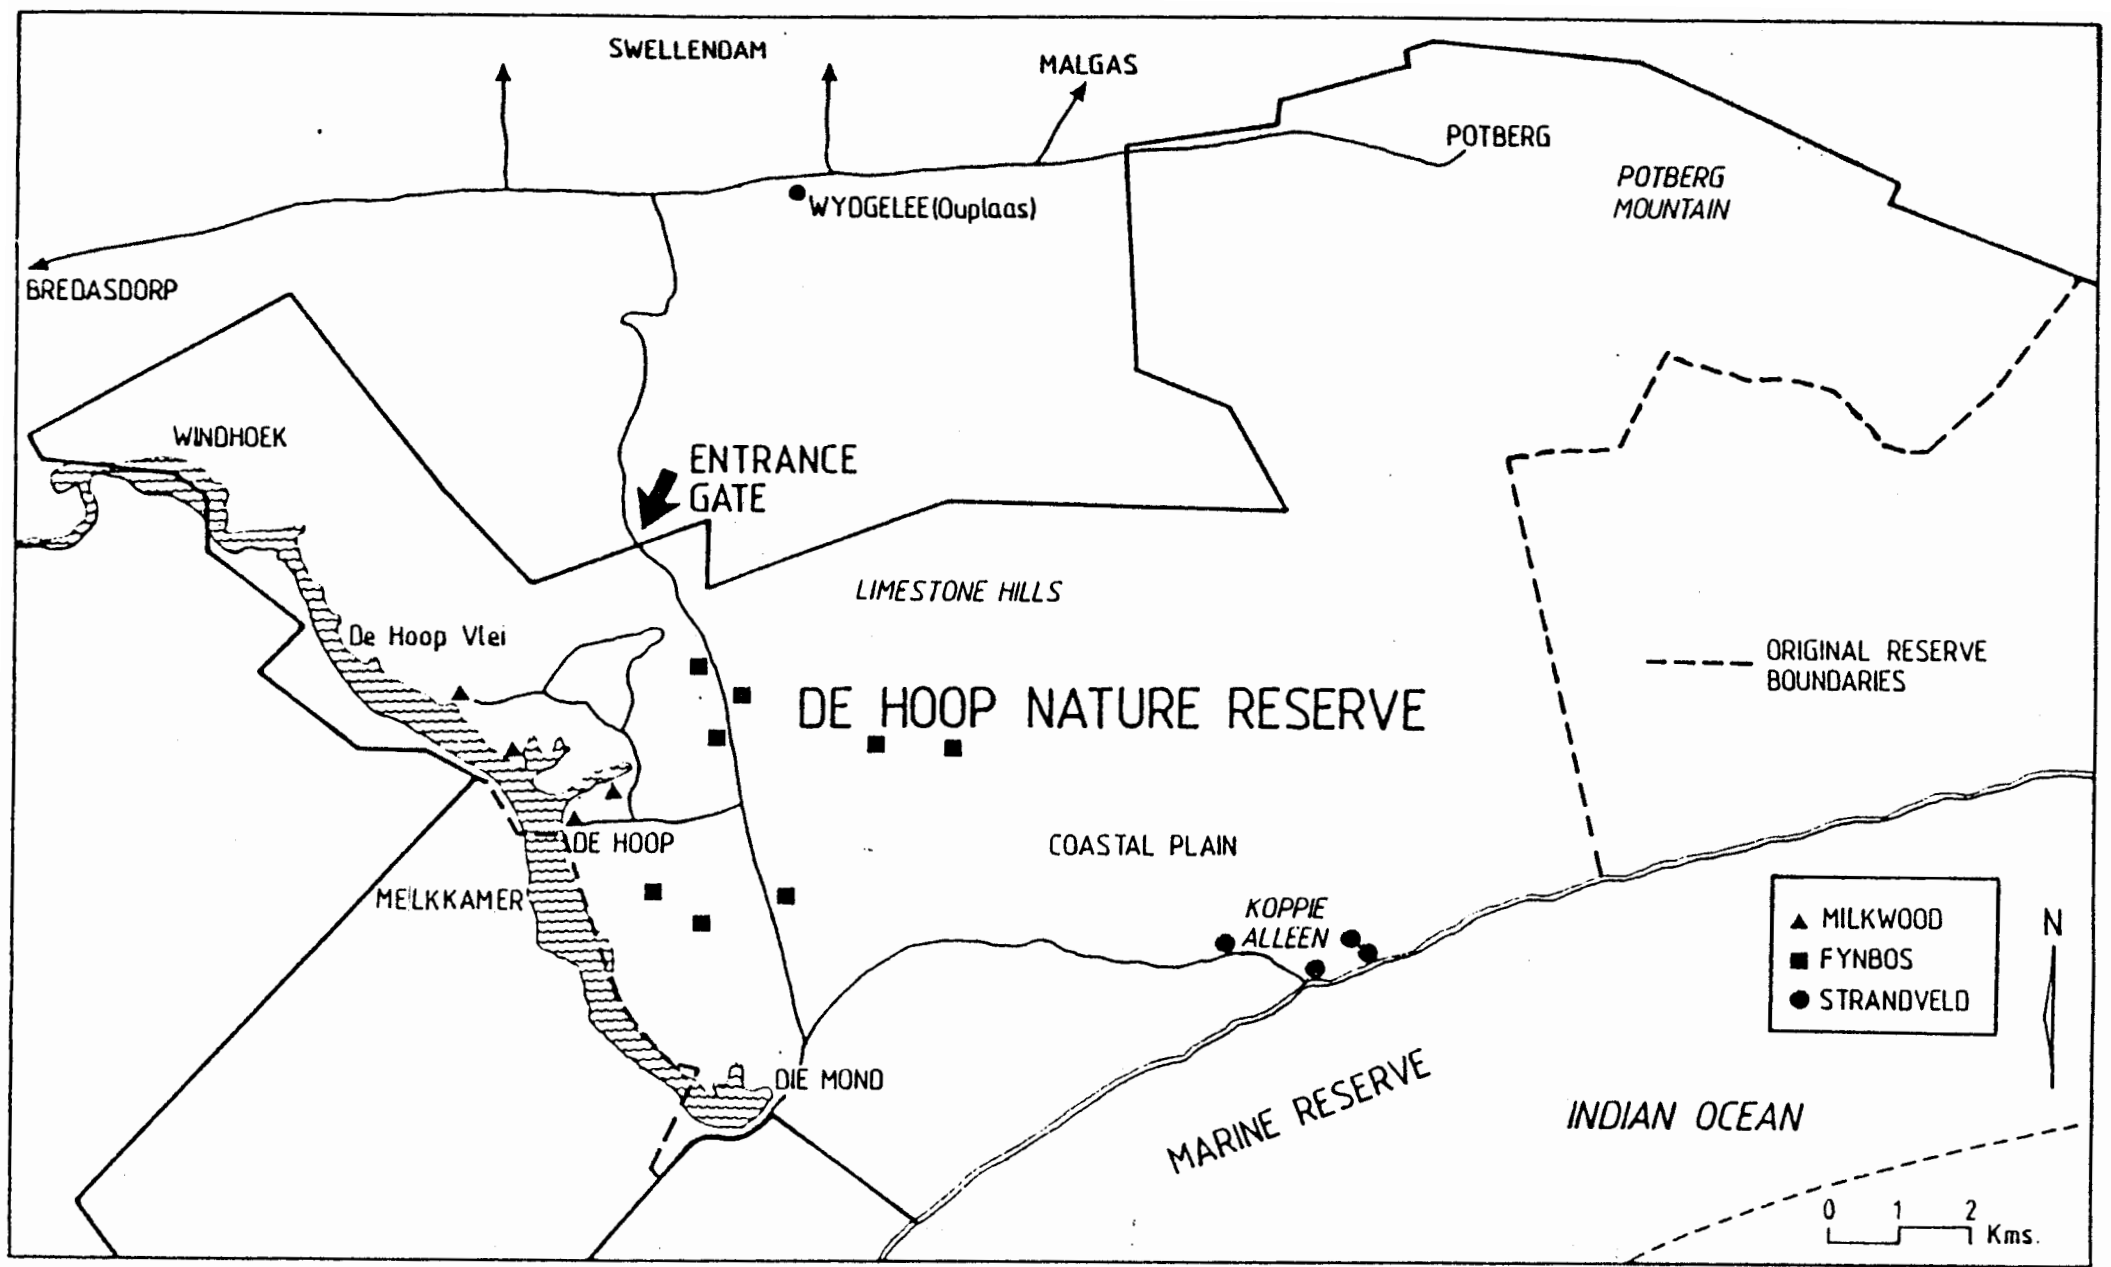 SWELLENDAM
MALGAS
POTBERG
POTBERG
MOUNTAIN
WYDGELEE(Ouplaas)
BREDASDORP
WINDHOEK
ENTRANCE
GATE
LIMESTONE HILLS
De Hoop Vlei
ORIGINAL RESERVE
BOUNDARIES
DE HOOP NATURE RESERVE
DE HOOP
COASTAL PLAIN
MELKKAMER
KOPPIE
ALLEEN
MILKWOOD
FYNBOS
STRANDVELD
N
DIE MOND
MARINE RESERVE
INDIAN OCEAN
0 1 2
Kms.